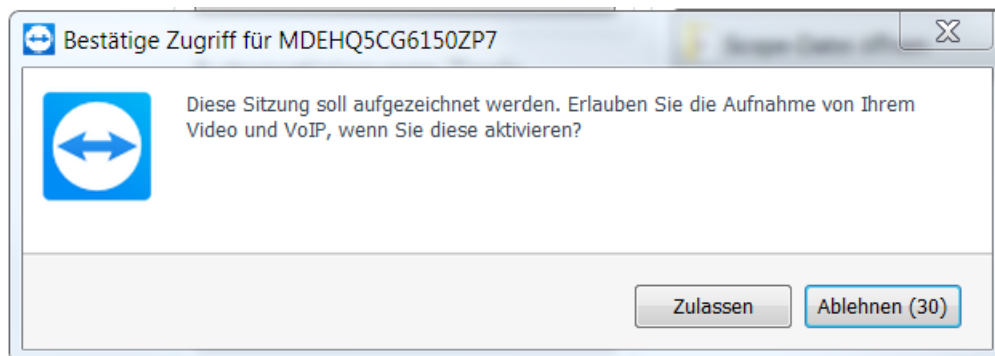 Bestätige Zugriff für MDEHQ5CG6150ZP7
Diese Sitzung soll aufgezeichnet werden. Erlauben Sie die Aufnahme von Ihrem
Video und VoIP, wenn Sie diese aktivieren?
Zulassen
Ablehnen (30)